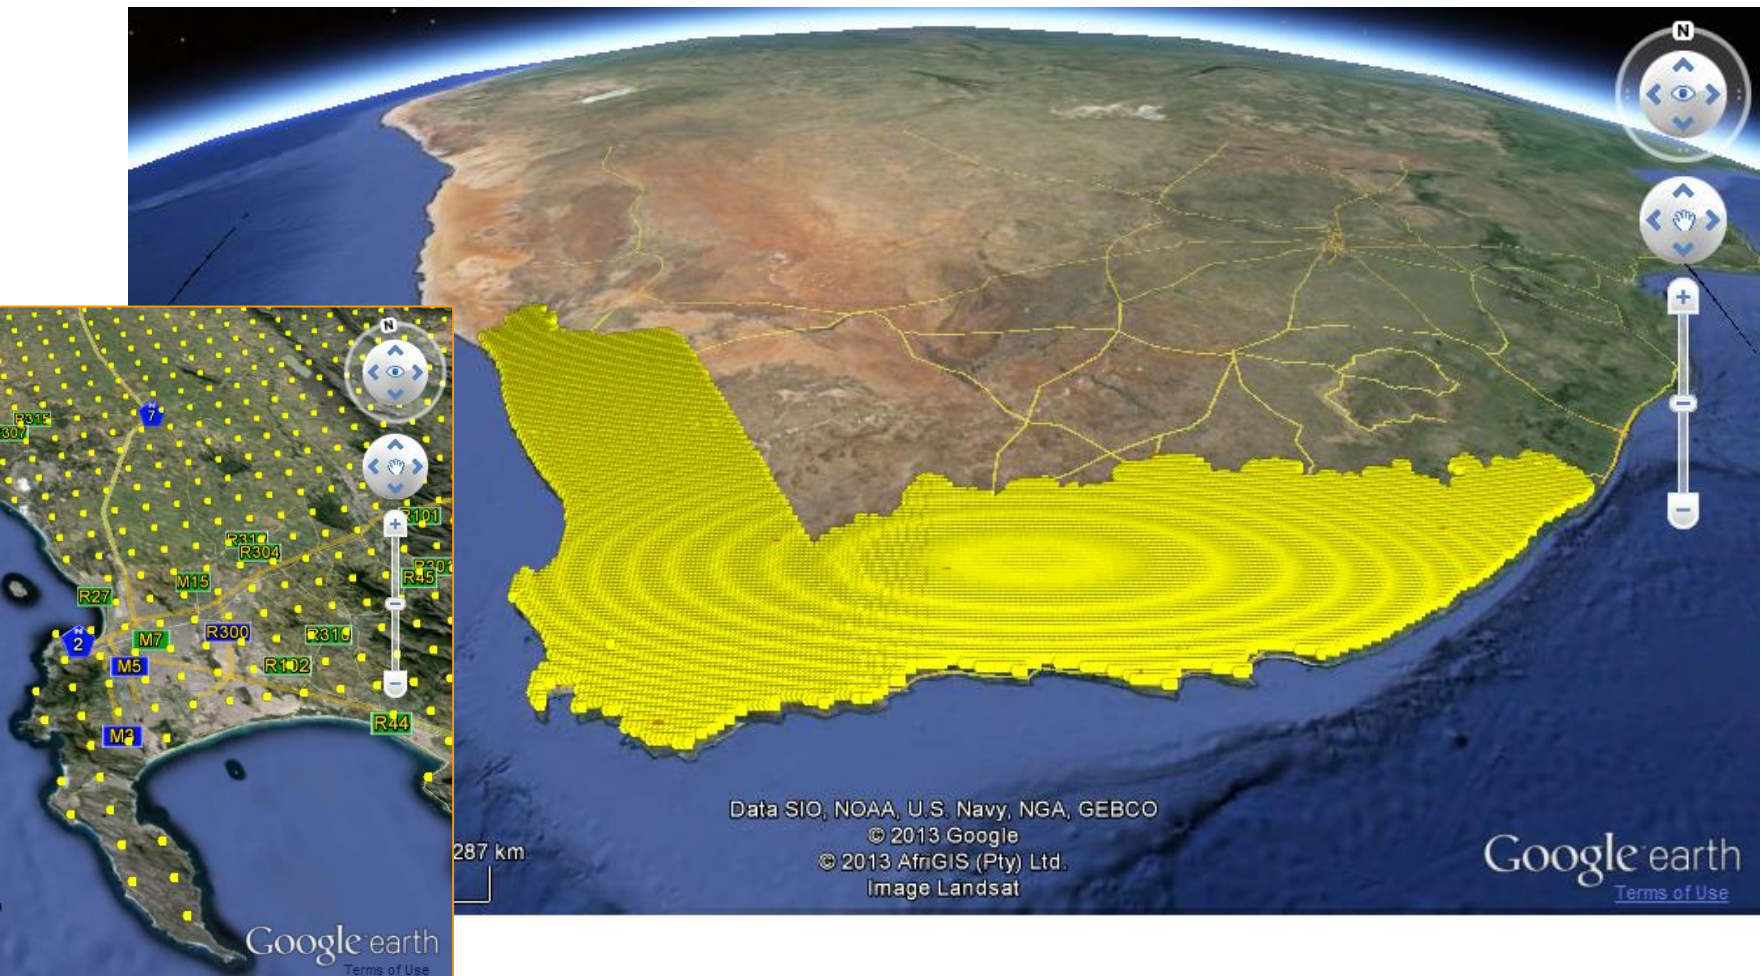 N
Data SIO, NOAA, U.S. Navy, NGA, GEBCO
© 2013 Google
© 2013 AfriGIS (Pty) Ltd.
Image Landsat
287 km
Google earth
Terms of Use
N
N
7
307
R101
R304
R45
M15
R27
N
2
M7
R300
R310
M5
R102
R44
M3
Google earth
Terms of Use